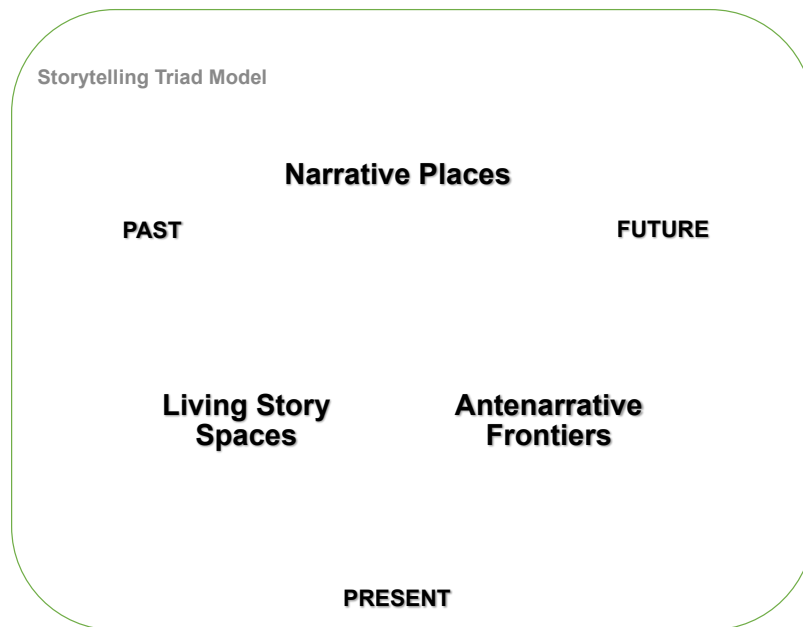 Storytelling Triad Model
Narrative Places
PAST
FUTURE
Living Story
Spaces
Antenarrative
Frontiers
PRESENT